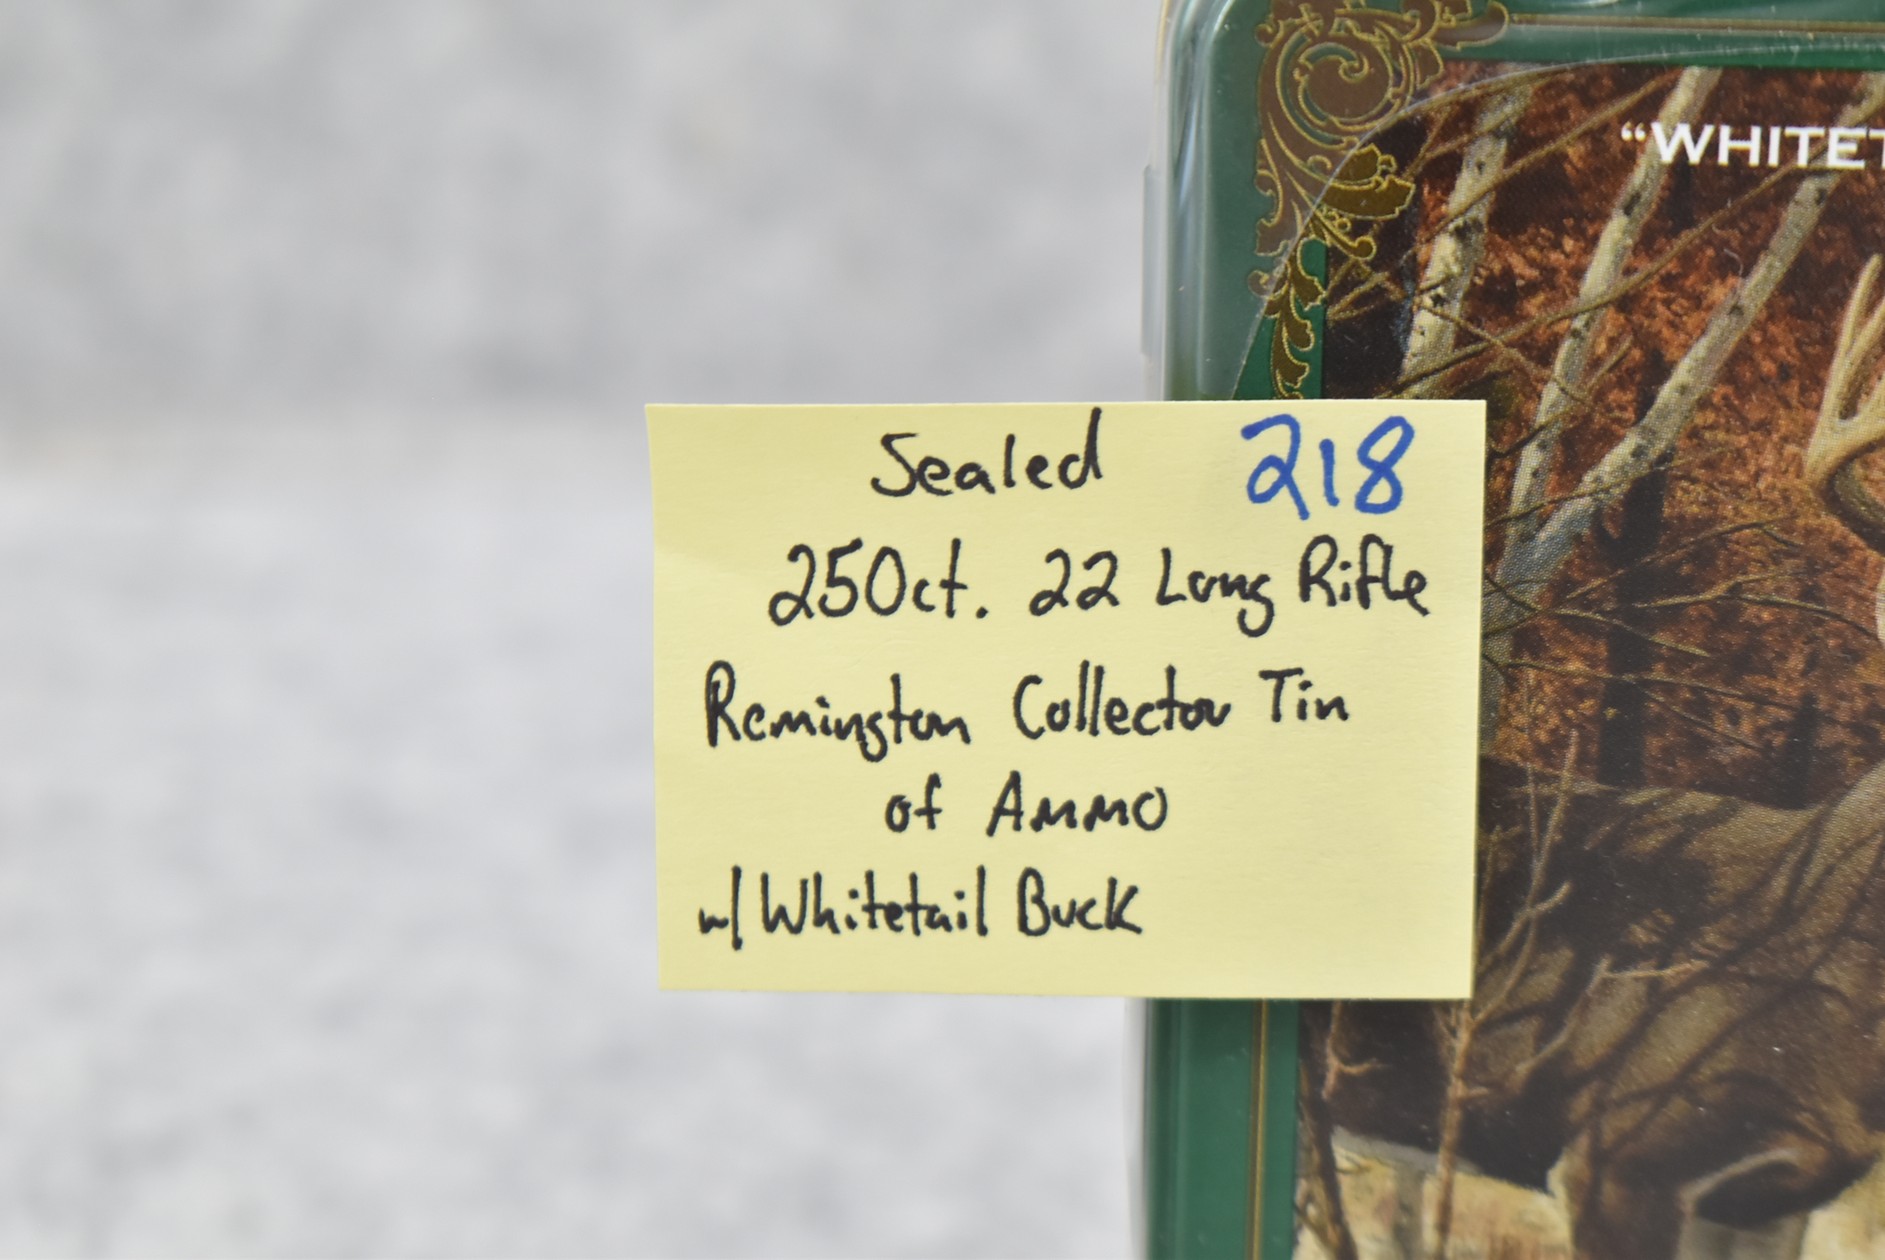 Sealed 218
250ct. 22 Long Rifle
Remington Collector Tin
of Ammo
w/ Whitetail Buck
“WHITET